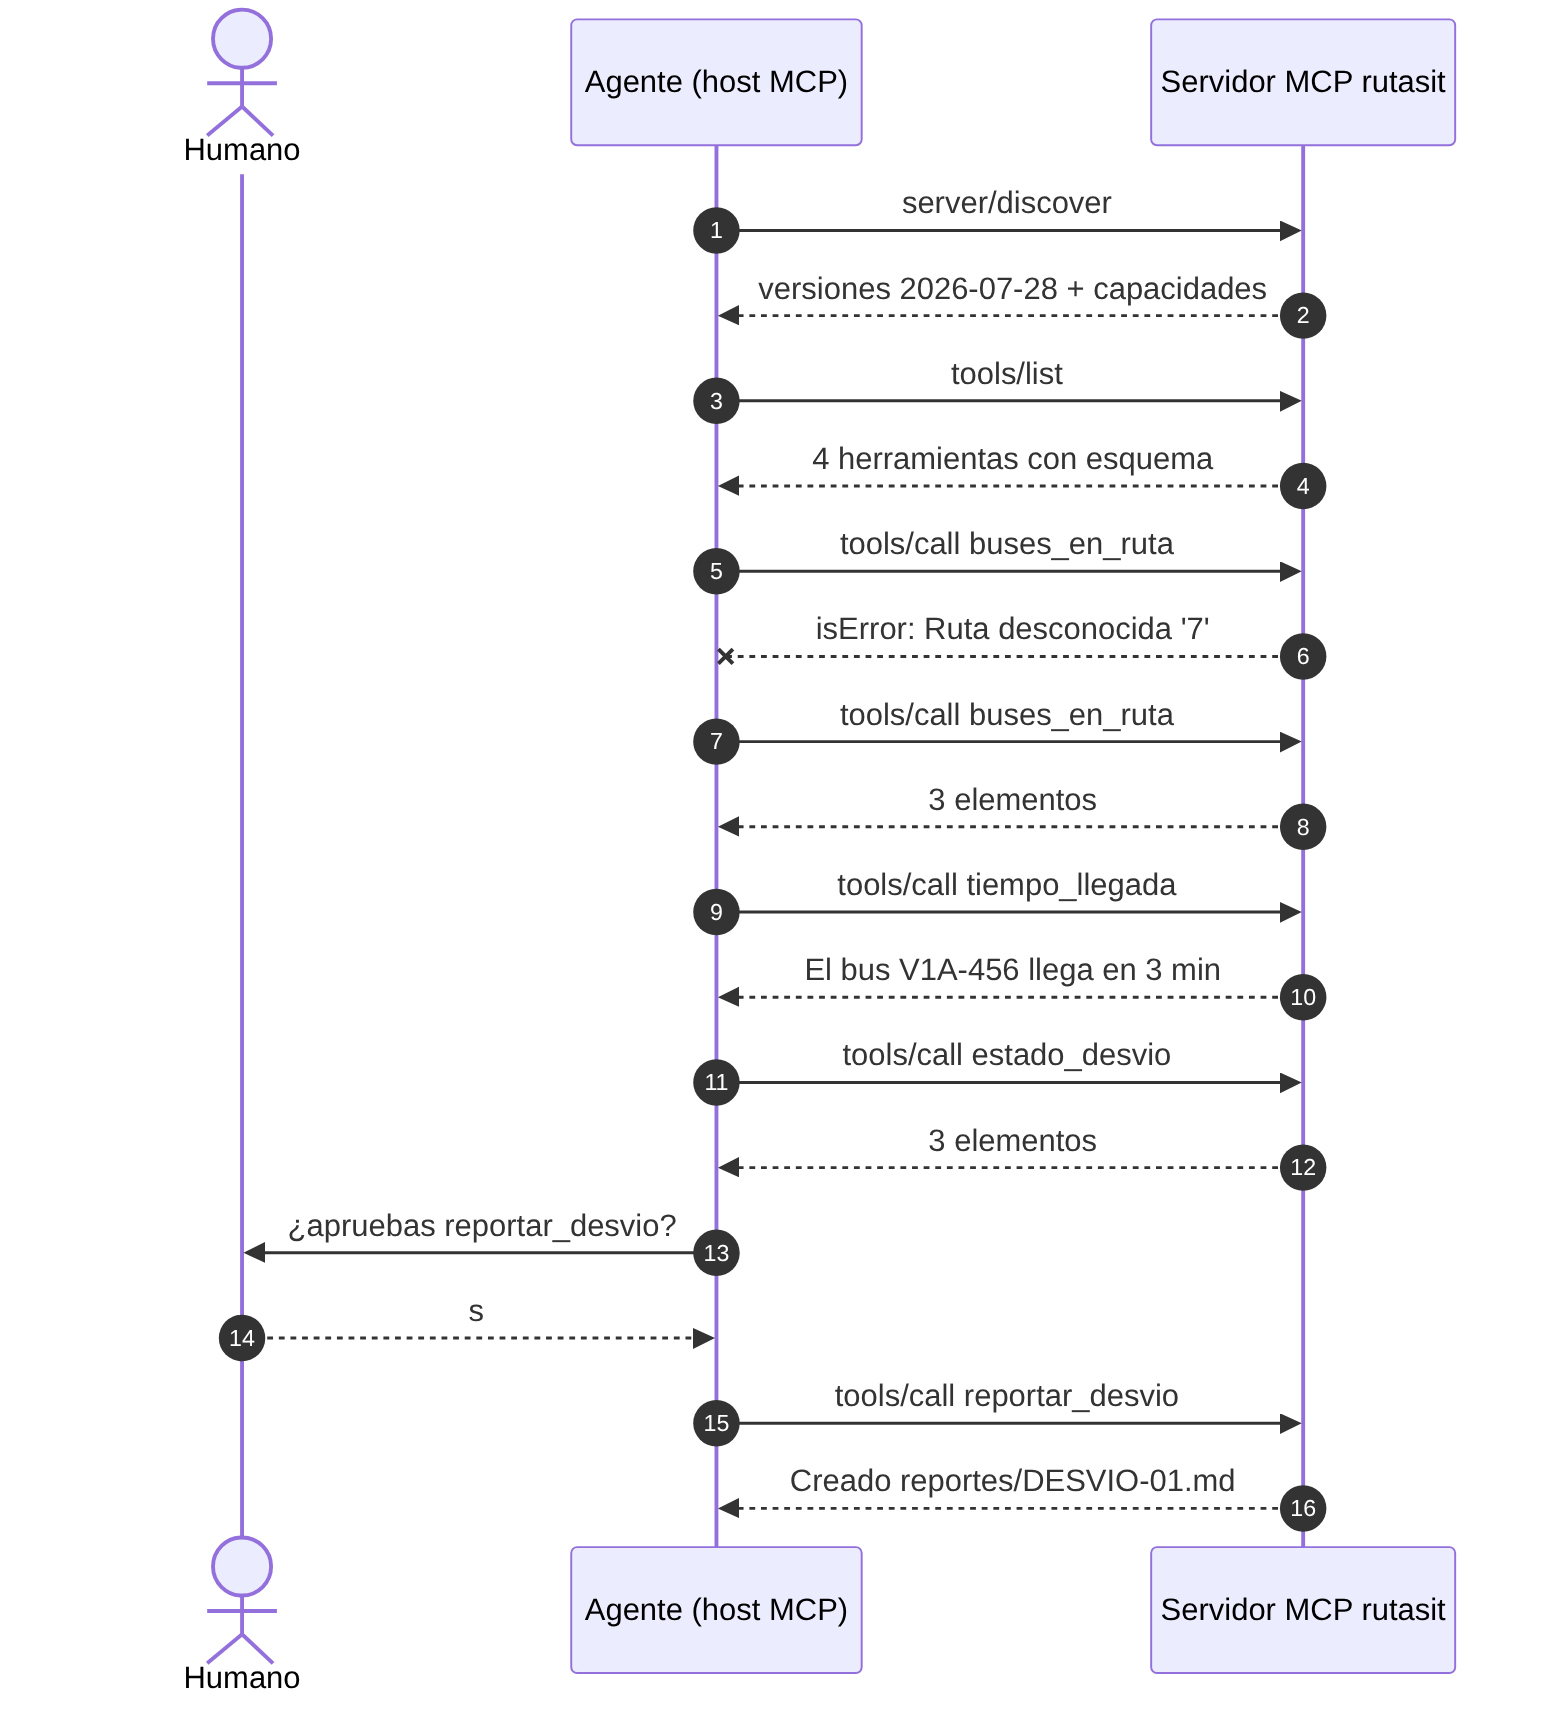 Humano
Agente (host MCP)
Servidor MCP rutasit
server/discover
1
versiones 2026-07-28 + capacidades
2
tools/list
3
4 herramientas con esquema
4
tools/call buses_en_ruta
5
isError: Ruta desconocida '7'
6
tools/call buses_en_ruta
7
3 elementos
8
tools/call tiempo_llegada
9
El bus V1A-456 llega en 3 min
10
tools/call estado_desvio
11
3 elementos
12
¿apruebas reportar_desvio?
13
s
14
tools/call reportar_desvio
15
Creado reportes/DESVIO-01.md
16
Humano
Agente (host MCP)
Servidor MCP rutasit